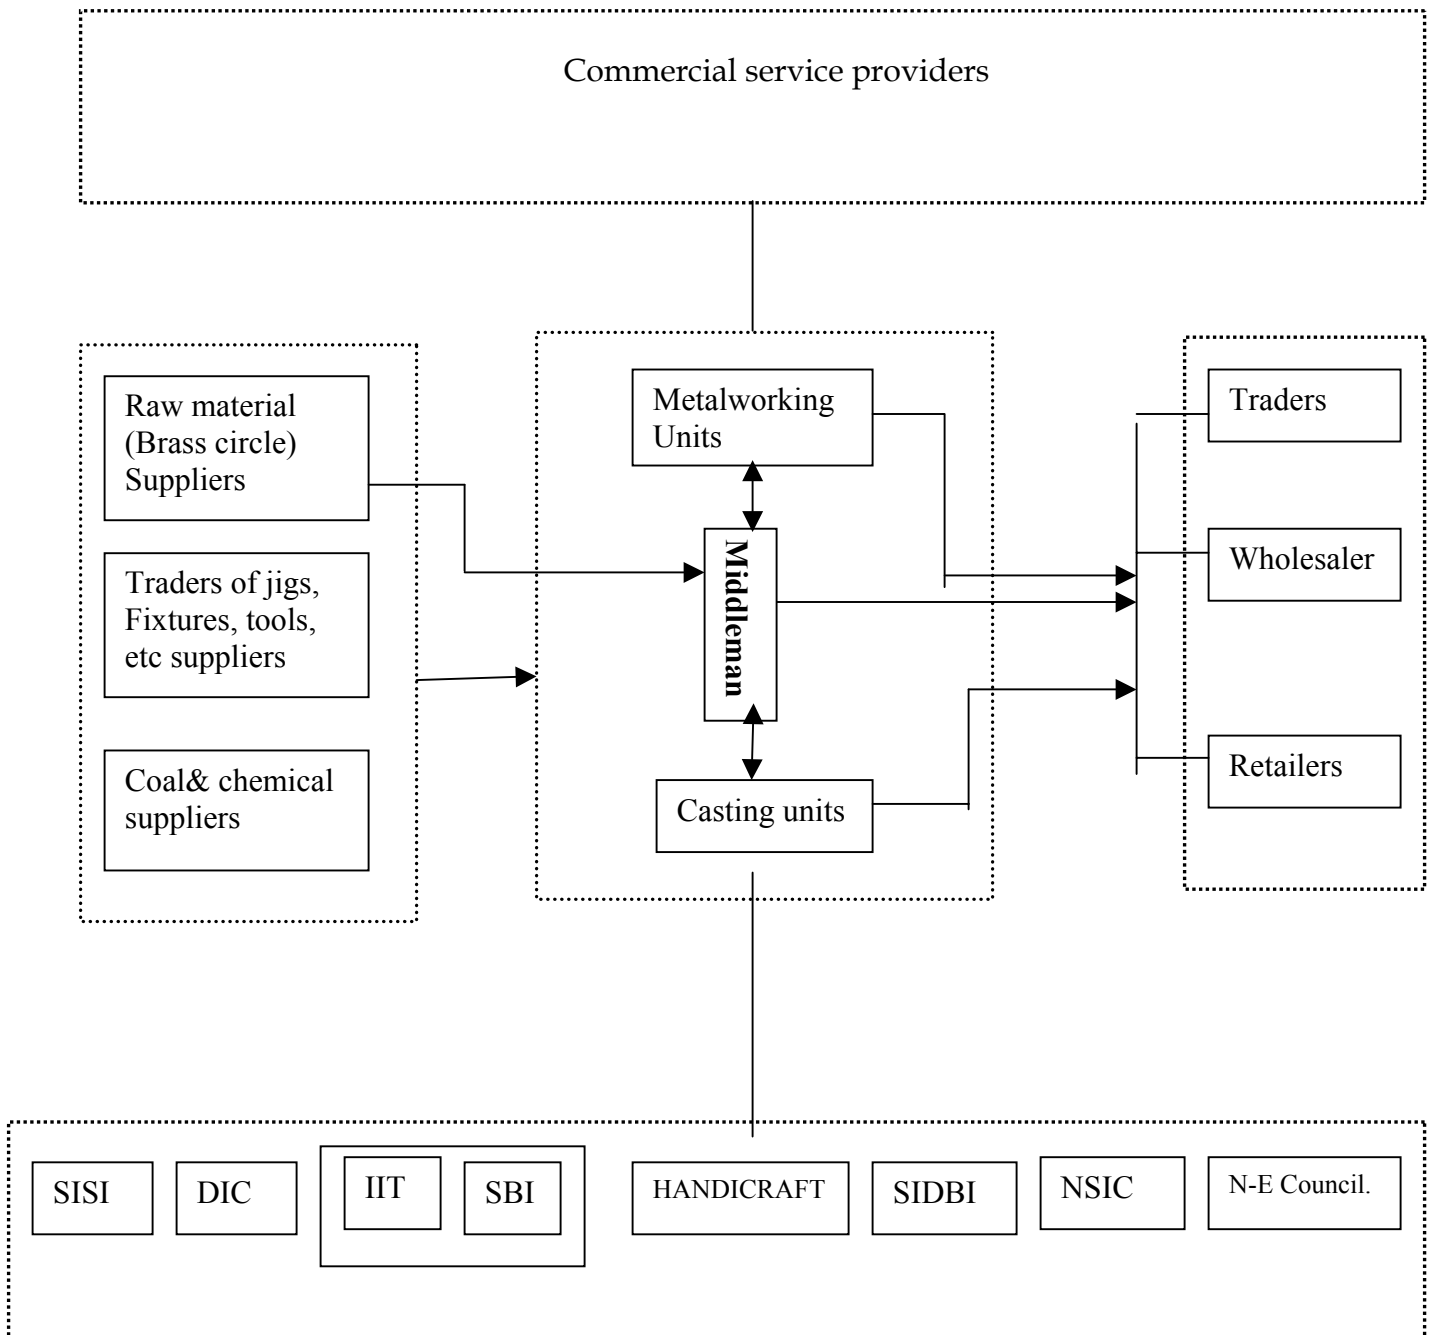 Commercial service providers
Raw material
(Brass circle)
Suppliers
Traders of jigs,
Fixtures, tools,
etc suppliers
Coal& chemical
suppliers
Metalworking
Units
Middleman
Casting units
Traders
Wholesaler
Retailers
SISI
DIC
IIT
SBI
HANDICRAFT
SIDBI
NSIC
N-E Council.